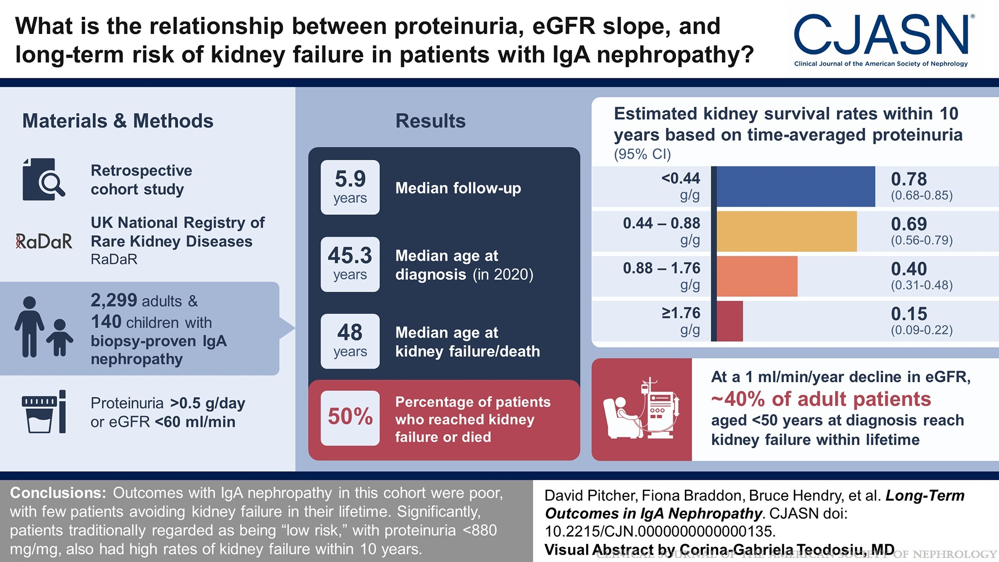 What is the relationship between proteinuria, eGFR slope, and
long-term risk of kidney failure in patients with IgA nephropathy?
CJASN®
Clinical Journal of the American Society of Nephrology
Materials & Methods
Retrospective
cohort study
RaDaR
UK National Registry of
Rare Kidney Diseases
RaDaR
2,299 adults &
140 children with
biopsy-proven IgA
nephropathy
Proteinuria >0.5 g/day
or eGFR <60 ml/min
Results
5.9
years
Median follow-up
45.3
years
Median age at
diagnosis (in 2020)
48
years
Median age at
kidney failure/death
50%
Percentage of patients
who reached kidney
failure or died
Estimated kidney survival rates within 10
years based on time-averaged proteinuria
(95% CI)
<0.44
g/g
0.78
(0.68-0.85)
0.44 – 0.88
g/g
0.69
(0.56-0.79)
0.88 – 1.76
g/g
0.40
(0.31-0.48)
≥1.76
g/g
0.15
(0.09-0.22)
At a 1 ml/min/year decline in eGFR,
~40% of adult patients
aged <50 years at diagnosis reach
kidney failure within lifetime
Conclusions: Outcomes with IgA nephropathy in this cohort were poor,
with few patients avoiding kidney failure in their lifetime. Significantly,
patients traditionally regarded as being “low risk,” with proteinuria <880
mg/mg, also had high rates of kidney failure within 10 years.
David Pitcher, Fiona Braddon, Bruce Hendry, et al. Long-Term
Outcomes in IgA Nephropathy. CJASN doi:
10.2215/CJN.0000000000000135.
Visual Abstract by Corina-Gabriela Teodosiu, MD
CLINICAL JOURNAL OF THE AMERICAN SOCIETY OF NEPHROLOGY